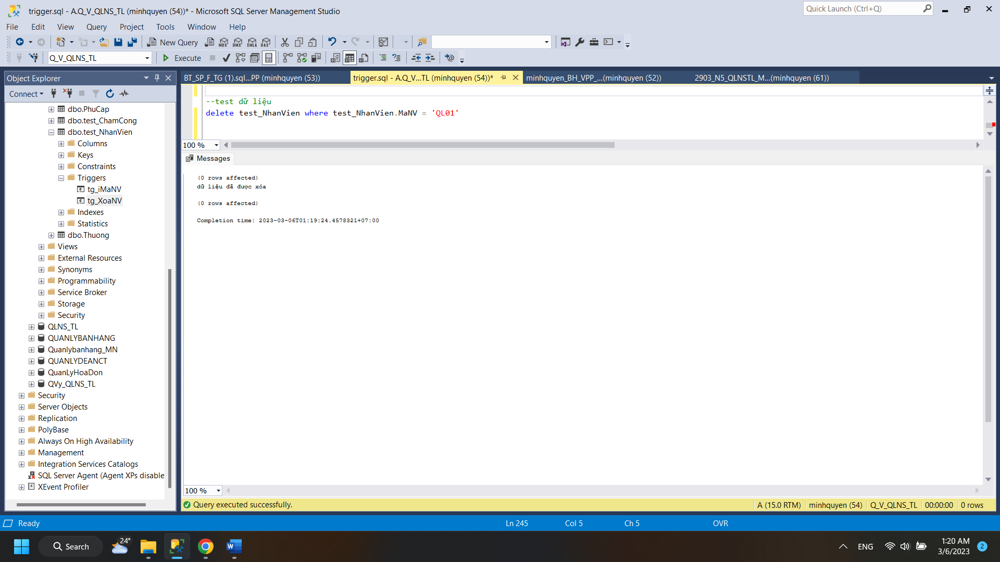 trigger.sql - A.Q_V_QLNS_TL (minhquyen (54))* - Microsoft SQL Server Management Studio
Quick Launch (Ctrl+Q)
File Edit View Query Project Tools Window Help
New Query MDX DMX XMLA DAX
Q_V_QLNS_TL Execute
Object Explorer
Connect
dbo.PhuCap
dbo.test_ChamCong
dbo.test_NhanVien
Columns
Keys
Constraints
Triggers
tg_iMaNV
tg_XoaNV
Indexes
Statistics
dbo.Thuong
Views
External Resources
Synonyms
Programmability
Service Broker
Storage
Security
QLNS_TL
QUANLYBANHANG
Quanlybanhang_MN
QUANLYDEANCT
QuanLyHoaDon
QVy_QLNS_TL
Security
Server Objects
Replication
PolyBase
Always On High Availability
Management
Integration Services Catalogs
SQL Server Agent (Agent XPs disable
XEvent Profiler
BT_SP_F_TG (1).sql...PP (minhquyen (53)) trigger.sql - A.Q_V...TL (minhquyen (54))* minhquyen_BH_VPP_...(minhquyen (52)) 2903_N5_QLNSTL_M...(minhquyen (61))
--test dữ liệu
delete test_NhanVien where test_NhanVien.MaNV = 'QL01'
100 %
Messages
(0 rows affected)
dữ liệu đã được xóa
(0 rows affected)
Completion time: 2023-03-06T01:19:24.4578321+07:00
100 %
Query executed successfully. A (15.0 RTM) minhquyen (54) Q_V_QLNS_TL 00:00:00 0 rows
Ready Ln 245 Col 5 Ch 5 OVR
Search 24° ENG 1:20 AM
3/6/2023 2